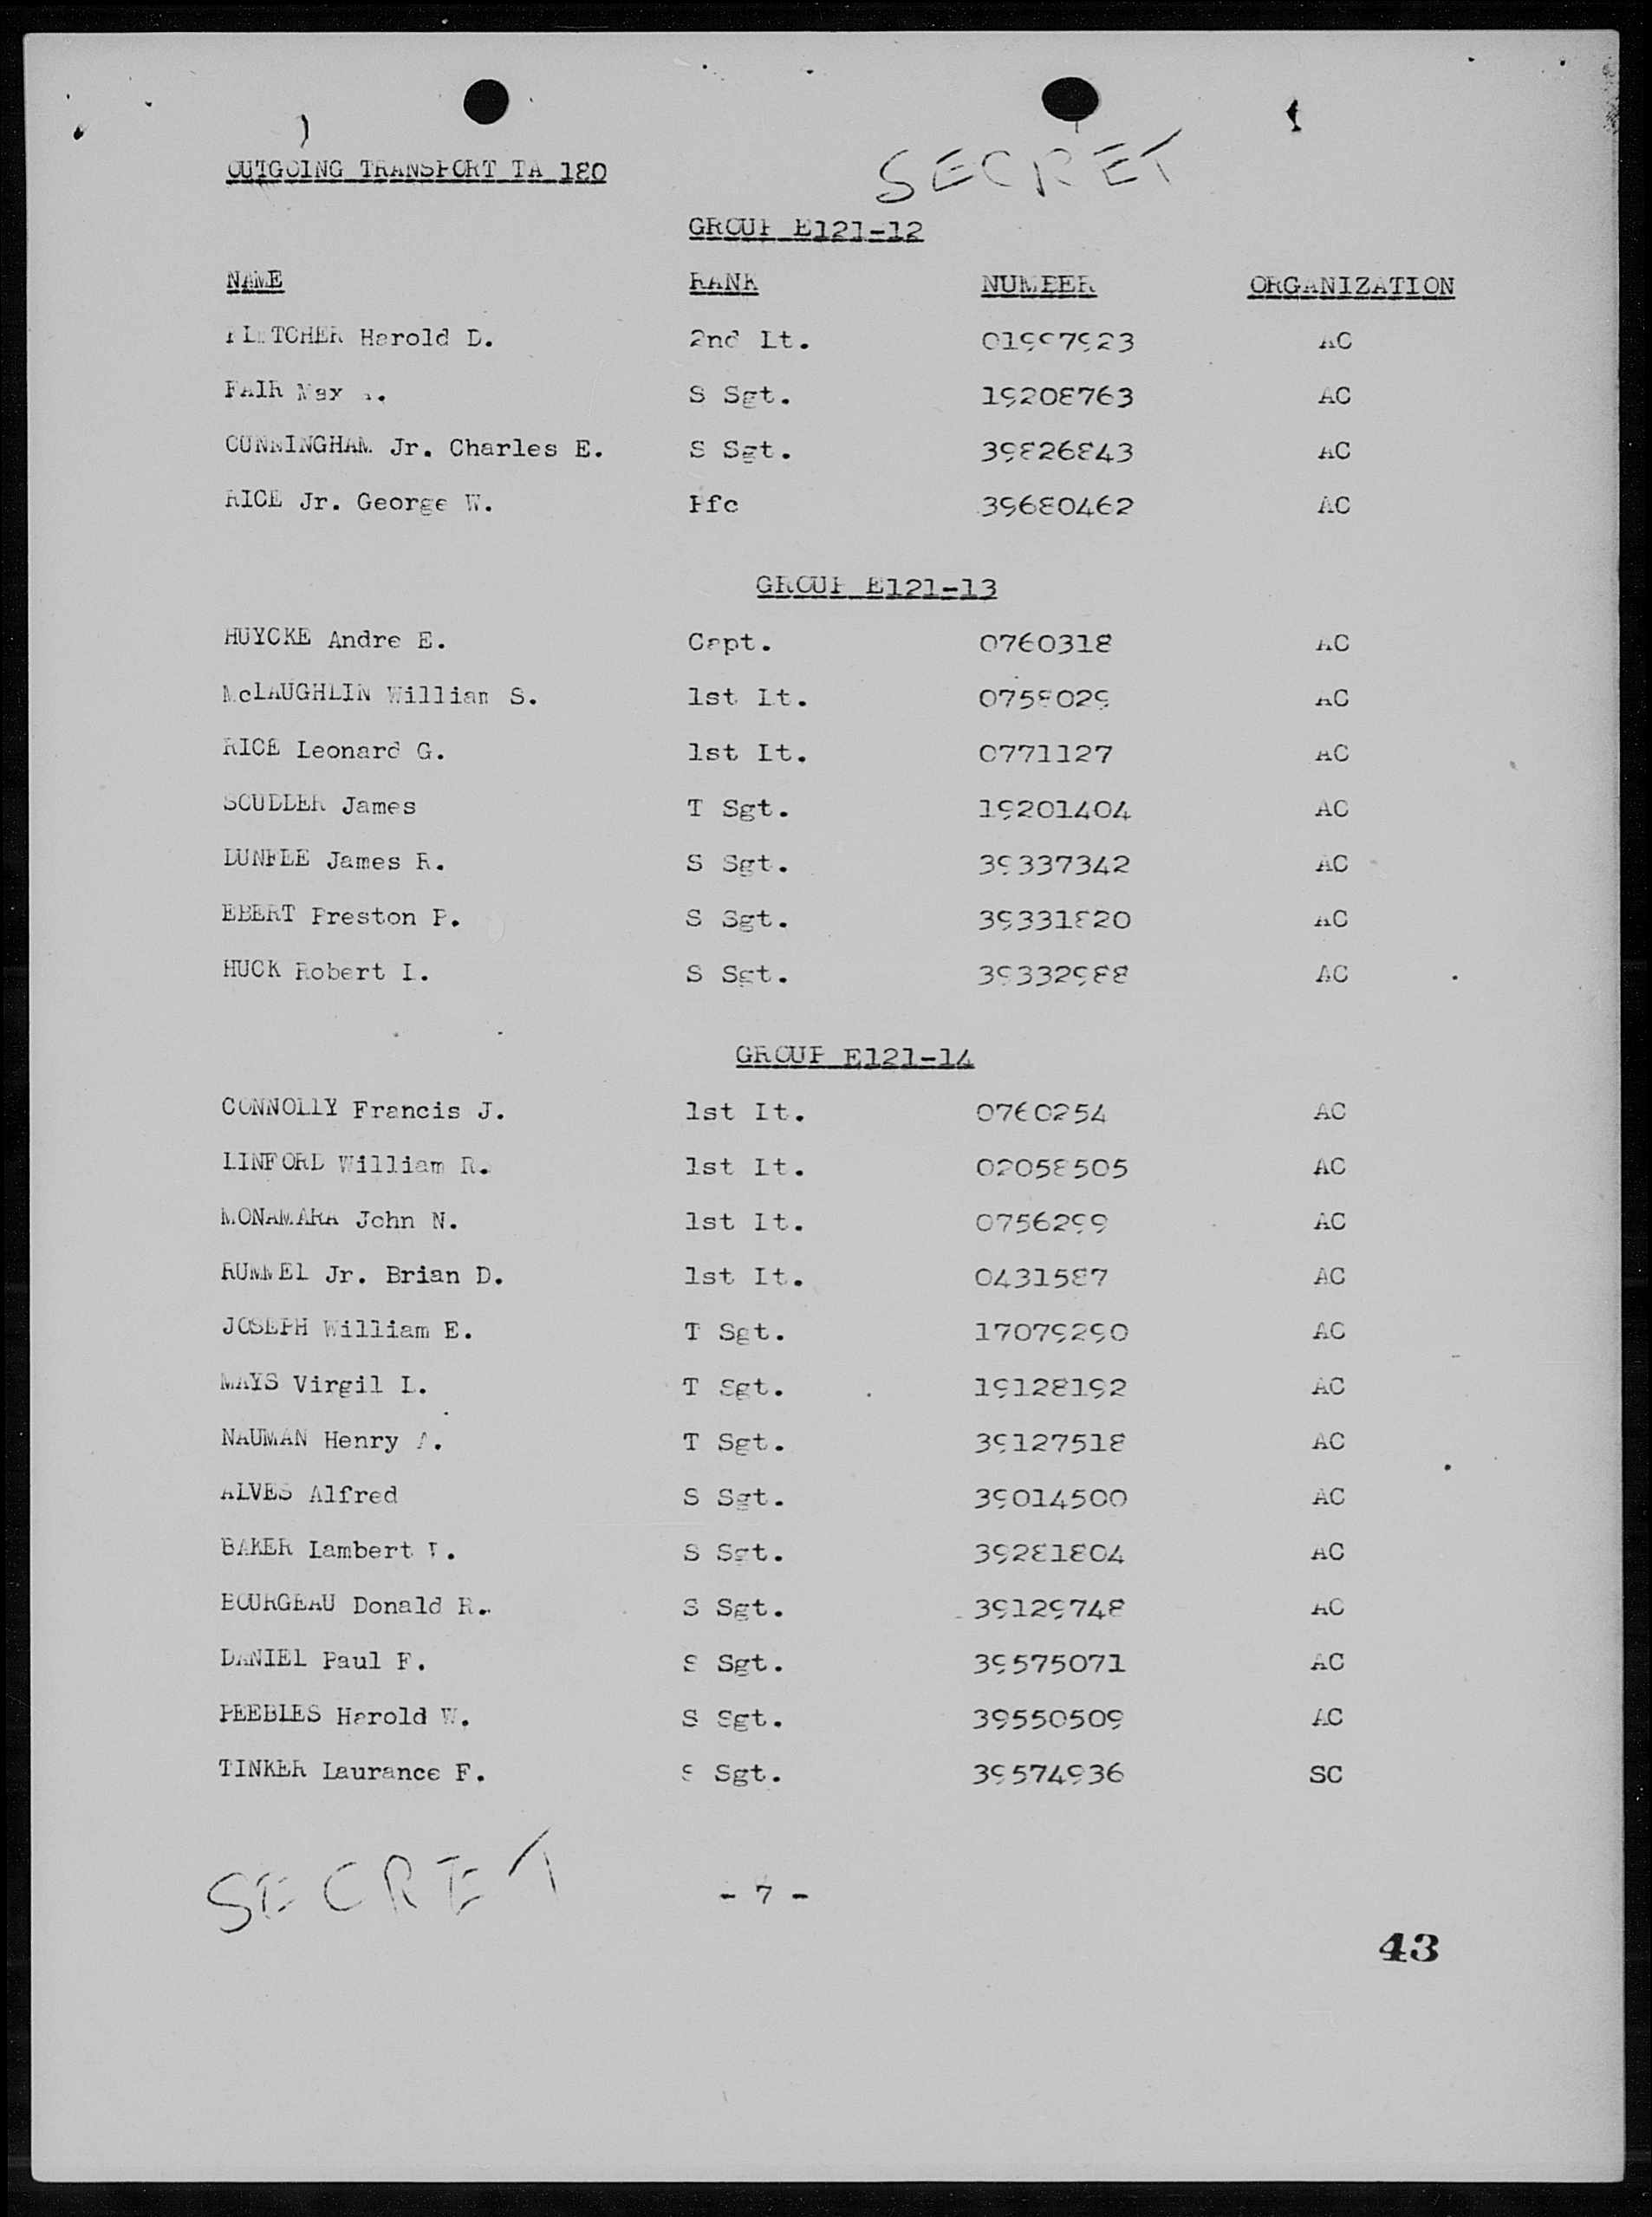 OUTGOING TRANSPORT TA 180
SECRET
GROUP E121-12
NAME RANK NUMBER ORGANIZATION
FLETCHER Harold D. 2nd Lt. 01997923 AC
FAIR Max S Sgt. 19208763 AC
CUNNINGHAM Jr. Charles E. S Sgt. 39826843 AC
RICE Jr. George W. Pfc 39680462 AC
GROUP E121-13
HUYCKE Andre E. Capt. 0760318 AC
McLAUGHLIN William S. 1st Lt. 0758029 AC
RICE Leonard G. 1st Lt. 0771127 AC
SCUDDER James T Sgt. 19201404 AC
James R. S Sgt. 39337342 AC
EBERT Preston P. S Sgt. 39331820 AC
HUCK Robert L. S Sgt. 39332988 AC
GROUP E121-14
CONNOLLY Francis J. 1st Lt. 0760254 AC
LINFORD William R. 1st Lt. 02058505 AC
MONAMARA John N. 1st Lt. 0756299 AC
RUMMEL Jr. Brian D. 1st Lt. 0431587 AC
JOSEPH William E. T Sgt. 17079290 AC
MAYS Virgil L. T Sgt. 19128192 AC
NAUMAN Henry A. T Sgt. 39127518 AC
ALVES Alfred S Sgt. 39014500 AC
BAKER Lambert S Sgt. 39281804 AC
BOURGEAU Donald R. S Sgt. 39129748 AC
DANIEL Paul F. S Sgt. 39575071 AC
PEEBLES Harold W. S Sgt. 39550509 AC
TINKER Laurance F. S Sgt. 39574936 SC
SECRET
- 7 -
43